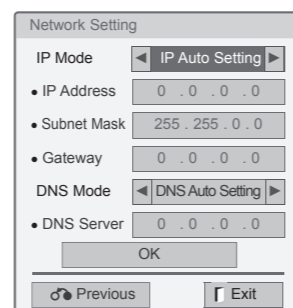 Network Setting
IP Mode ◀ IP Auto Setting ▶
• IP Address 0 . 0 . 0 . 0
• Subnet Mask 255 . 255 . 0 . 0
• Gateway 0 . 0 . 0 . 0
DNS Mode ◀ DNS Auto Setting ▶
• DNS Server 0 . 0 . 0 . 0
OK
Previous Exit